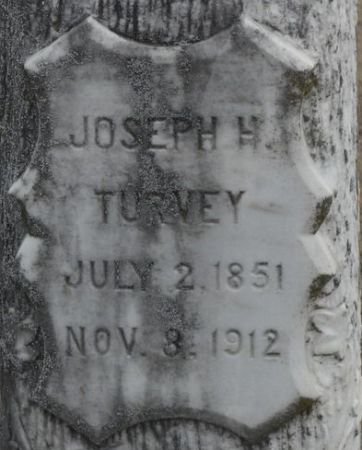 JOSEPH H.
TURVEY
JULY 2, 1851
NOV. 8, 1912